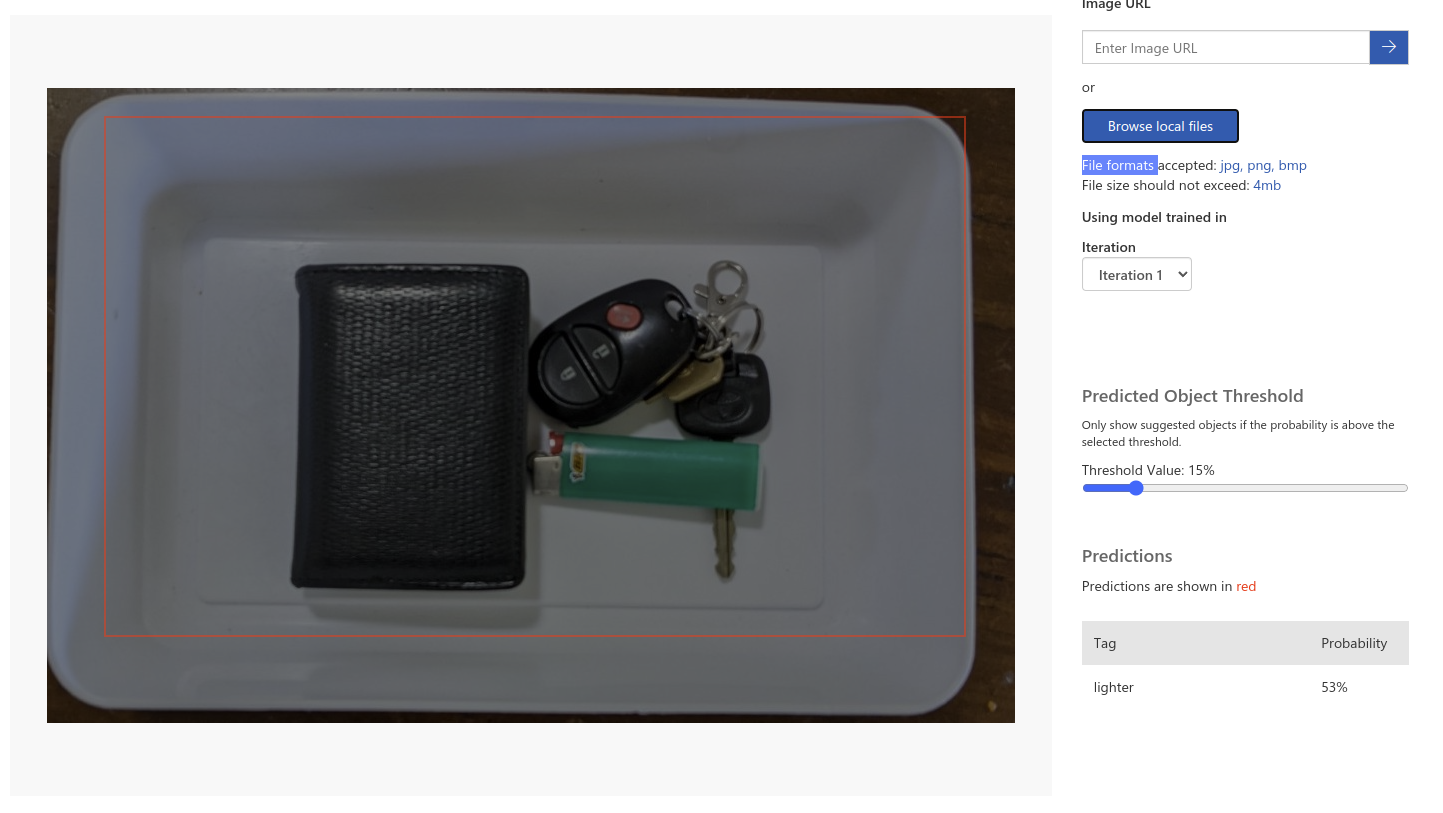 Image URL
Enter Image URL
or
Browse local files
File formats accepted: jpg, png, bmp
File size should not exceed: 4mb
Using model trained in
Iteration
Iteration 1
Predicted Object Threshold
Only show suggested objects if the probability is above the
selected threshold.
Threshold Value: 15%
Predictions
Predictions are shown in red
Tag Probability
lighter 53%